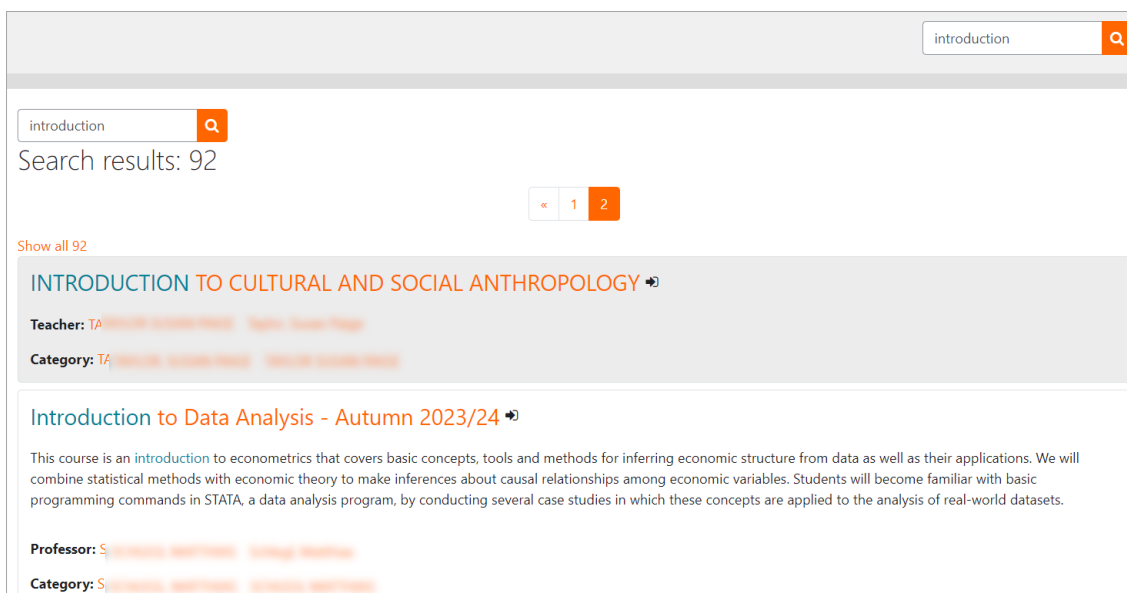 introduction
introduction
Search results: 92
« 1 2
Show all 92
INTRODUCTION TO CULTURAL AND SOCIAL ANTHROPOLOGY
Teacher: TA
Category: TA
Introduction to Data Analysis - Autumn 2023/24
This course is an introduction to econometrics that covers basic concepts, tools and methods for inferring economic structure from data as well as their applications. We will
combine statistical methods with economic theory to make inferences about causal relationships among economic variables. Students will become familiar with basic
programming commands in STATA, a data analysis program, by conducting several case studies in which these concepts are applied to the analysis of real-world datasets.
Professor: S
Category: S